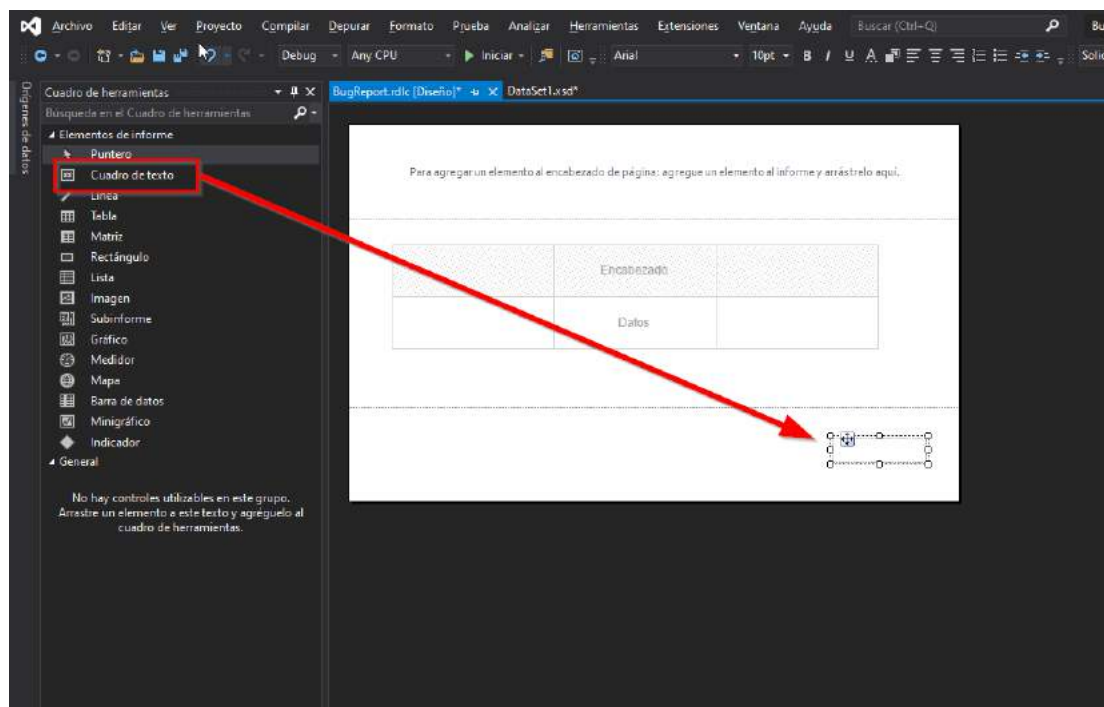 Archivo Editar Ver Proyecto Compilar Depurar Formato Prueba Analizar Herramientas Extensiones Ventana Ayuda Buscar (Ctrl+Q) Bu
Debug Any CPU Iniciar Arial 10pt B I U A Solic
Orígenes de datos
Cuadro de herramientas
BugReport.rdlc [Diseño]* DataSet1.xsd*
Búsqueda en el Cuadro de herramientas
Elementos de informe
Puntero
Cuadro de texto
Línea
Tabla
Matriz
Rectángulo
Lista
Imagen
Subinforme
Gráfico
Medidor
Mapa
Barra de datos
Minigráfico
Indicador
General
No hay controles utilizables en este grupo.
Arrastre un elemento a este texto y agréguelo al
cuadro de herramientas.
Para agregar un elemento al encabezado de página: agregue un elemento al informe y arrástrelo aquí.
Encabezado
Datos